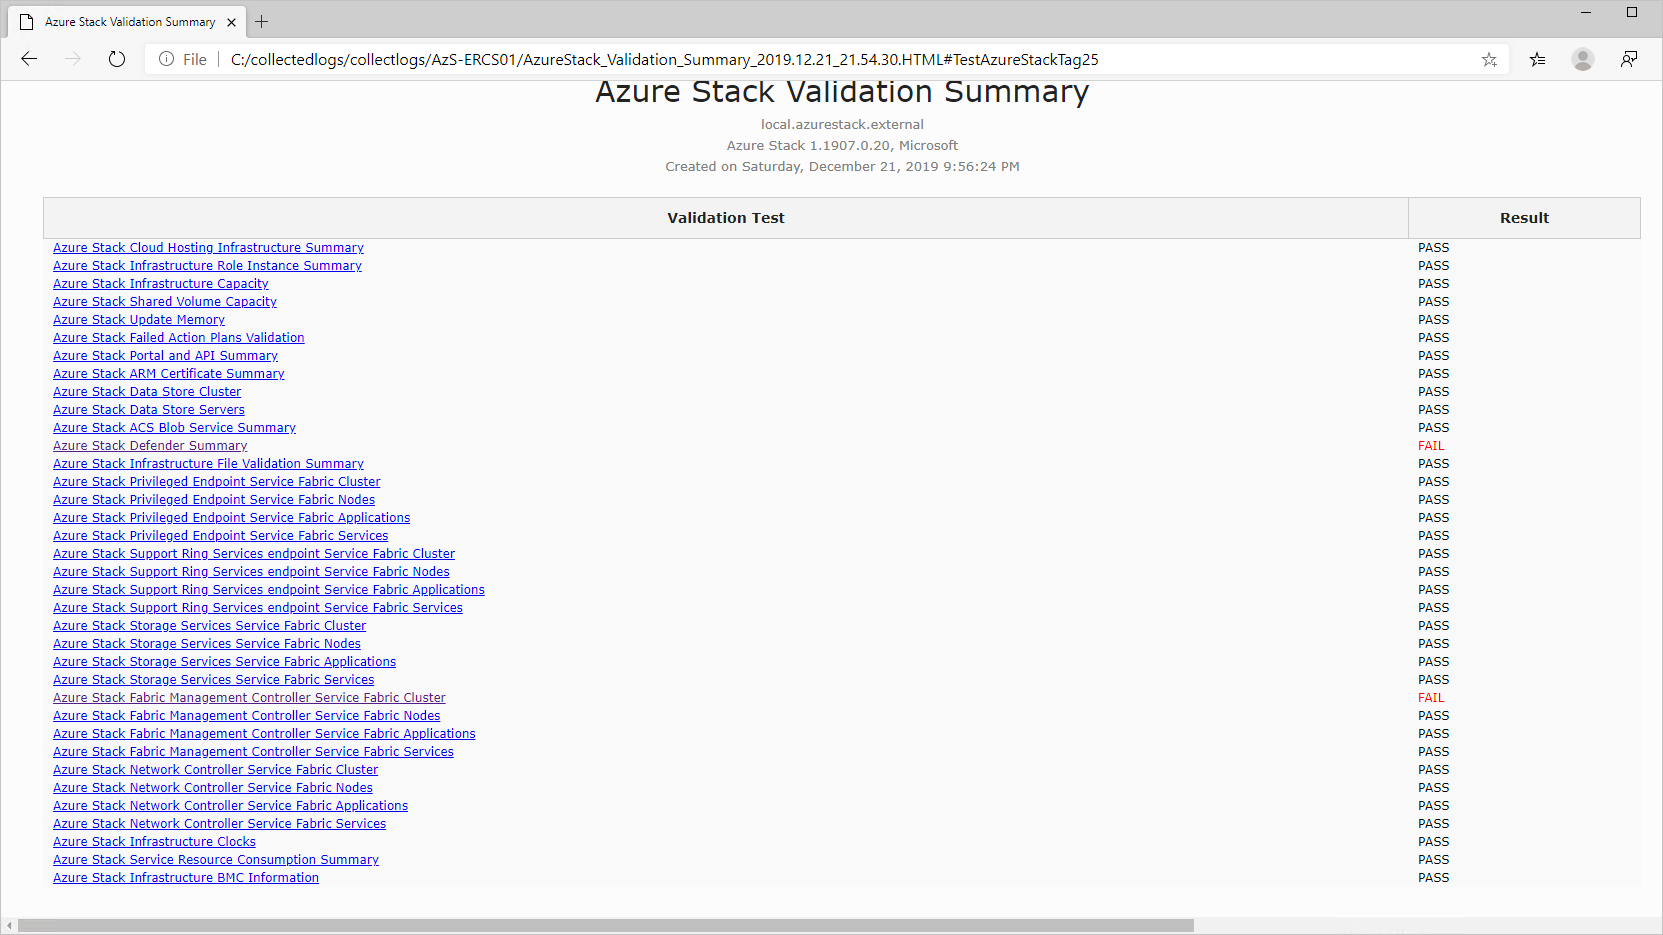 Azure Stack Validation Summary
File C:/collectedlogs/collectlogs/AzS-ERCS01/AzureStack_Validation_Summary_2019.12.21_21.54.30.HTML#TestAzureStackTag25
Azure Stack Validation Summary
local.azurestack.external
Azure Stack 1.1907.0.20, Microsoft
Created on Saturday, December 21, 2019 9:56:24 PM
Validation Test Result
Azure Stack Cloud Hosting Infrastructure Summary PASS
Azure Stack Infrastructure Role Instance Summary PASS
Azure Stack Infrastructure Capacity PASS
Azure Stack Shared Volume Capacity PASS
Azure Stack Update Memory PASS
Azure Stack Failed Action Plans Validation PASS
Azure Stack Portal and API Summary PASS
Azure Stack ARM Certificate Summary PASS
Azure Stack Data Store Cluster PASS
Azure Stack Data Store Servers PASS
Azure Stack ACS Blob Service Summary PASS
Azure Stack Defender Summary FAIL
Azure Stack Infrastructure File Validation Summary PASS
Azure Stack Privileged Endpoint Service Fabric Cluster PASS
Azure Stack Privileged Endpoint Service Fabric Nodes PASS
Azure Stack Privileged Endpoint Service Fabric Applications PASS
Azure Stack Privileged Endpoint Service Fabric Services PASS
Azure Stack Support Ring Services endpoint Service Fabric Cluster PASS
Azure Stack Support Ring Services endpoint Service Fabric Nodes PASS
Azure Stack Support Ring Services endpoint Service Fabric Applications PASS
Azure Stack Support Ring Services endpoint Service Fabric Services PASS
Azure Stack Storage Services Service Fabric Cluster PASS
Azure Stack Storage Services Service Fabric Nodes PASS
Azure Stack Storage Services Service Fabric Applications PASS
Azure Stack Storage Services Service Fabric Services PASS
Azure Stack Fabric Management Controller Service Fabric Cluster FAIL
Azure Stack Fabric Management Controller Service Fabric Nodes PASS
Azure Stack Fabric Management Controller Service Fabric Applications PASS
Azure Stack Fabric Management Controller Service Fabric Services PASS
Azure Stack Network Controller Service Fabric Cluster PASS
Azure Stack Network Controller Service Fabric Nodes PASS
Azure Stack Network Controller Service Fabric Applications PASS
Azure Stack Network Controller Service Fabric Services PASS
Azure Stack Infrastructure Clocks PASS
Azure Stack Service Resource Consumption Summary PASS
Azure Stack Infrastructure BMC Information PASS